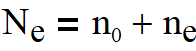 Nₑ = n₀ + nₑ